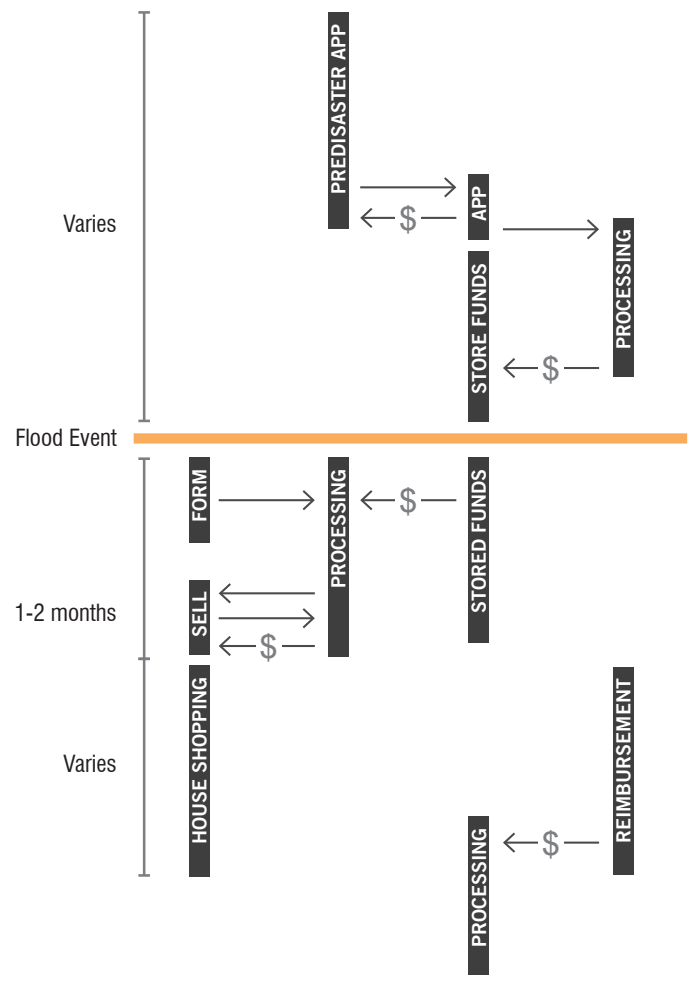 PREDISASTER APP
APP
$
Varies
PROCESSING
STORE FUNDS
$
Flood Event
FORM
PROCESSING
$
STORED FUNDS
1-2 months
SELL
$
HOUSE SHOPPING
REIMBURSEMENT
Varies
PROCESSING
$